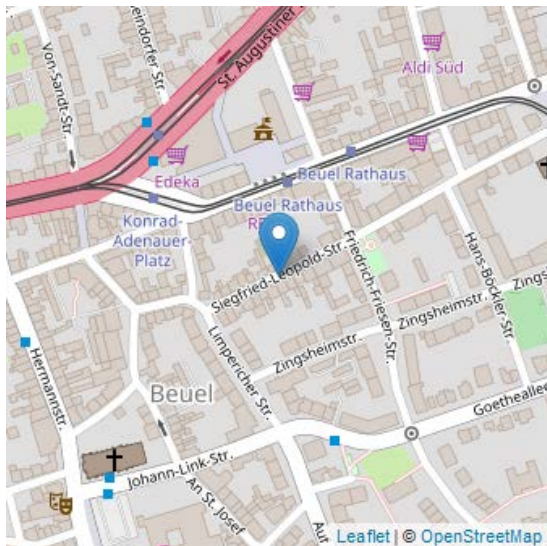 Von-Sandt-Str.
St. Augustiner
Aldi Süd
Edeka
Beuel Rathaus
Beuel Rathaus
Konrad-
Adenauer-
Platz
Siegfried-Leopold-Str.
Friedrich-Friesen-Str.
Hans-Böckler-Str.
Zingsheimstr.
Zingsheimstr.
Limpericher Str.
Hermannstr.
Beuel
Goetheallee
Johann-Link-Str.
An St. Josef
Leaflet | © OpenStreetMap